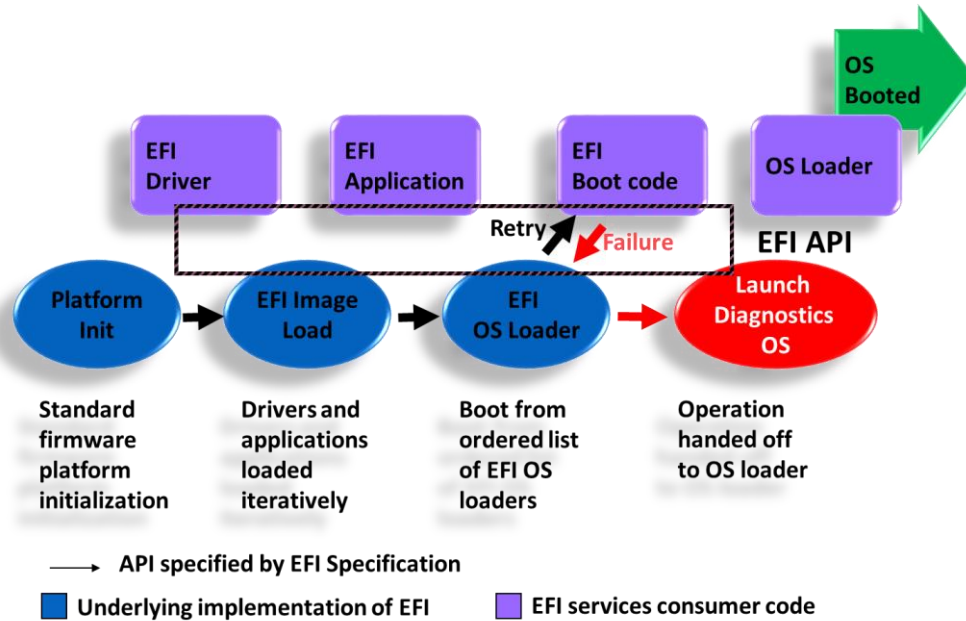 OS
Booted
EFI
Driver
EFI
Application
EFI
Boot code
OS Loader
Retry
Failure
EFI API
Platform
Init
EFI Image
Load
EFI
OS Loader
Launch
Diagnostics
OS
Standard
firmware
platform
initialization
Drivers and
applications
loaded
iteratively
Boot from
ordered list
of EFI OS
loaders
Operation
handed off
to OS loader
API specified by EFI Specification
Underlying implementation of EFI
EFI services consumer code